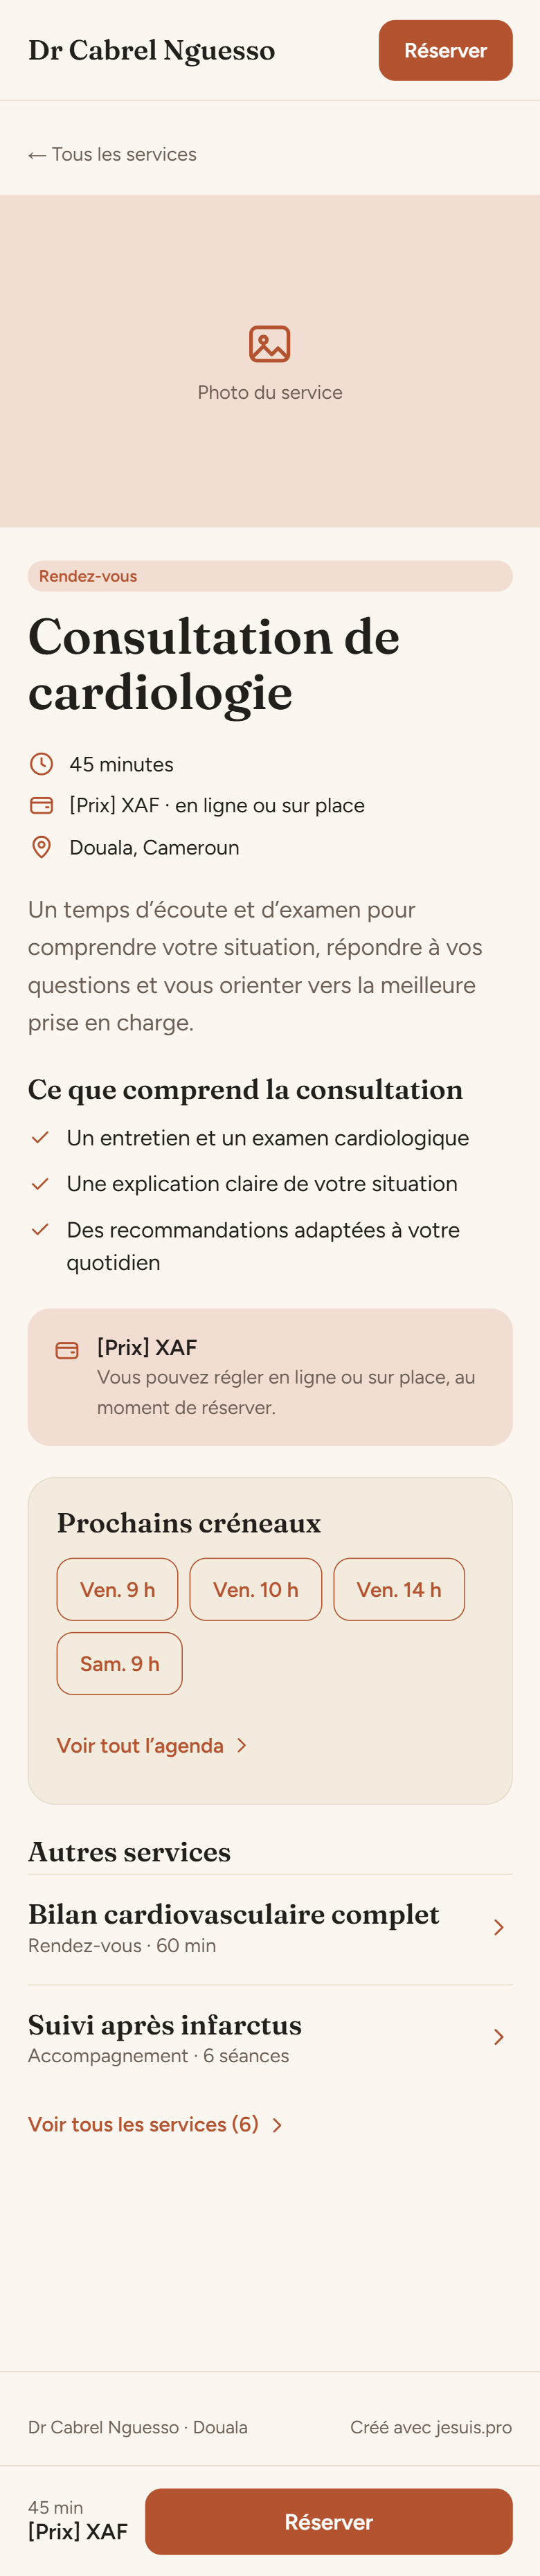 Dr Cabrel Nguesso
Réserver
← Tous les services
Photo du service
Rendez-vous
Consultation de
cardiologie
45 minutes
[Prix] XAF · en ligne ou sur place
Douala, Cameroun
Un temps d’écoute et d’examen pour
comprendre votre situation, répondre à vos
questions et vous orienter vers la meilleure
prise en charge.
Ce que comprend la consultation
Un entretien et un examen cardiologique
Une explication claire de votre situation
Des recommandations adaptées à votre
quotidien
[Prix] XAF
Vous pouvez régler en ligne ou sur place, au
moment de réserver.
Prochains créneaux
Ven. 9 h
Ven. 10 h
Ven. 14 h
Sam. 9 h
Voir tout l’agenda
Autres services
Bilan cardiovasculaire complet
Rendez-vous · 60 min
Suivi après infarctus
Accompagnement · 6 séances
Voir tous les services (6)
Dr Cabrel Nguesso · Douala
Créé avec jesuis.pro
45 min
[Prix] XAF
Réserver